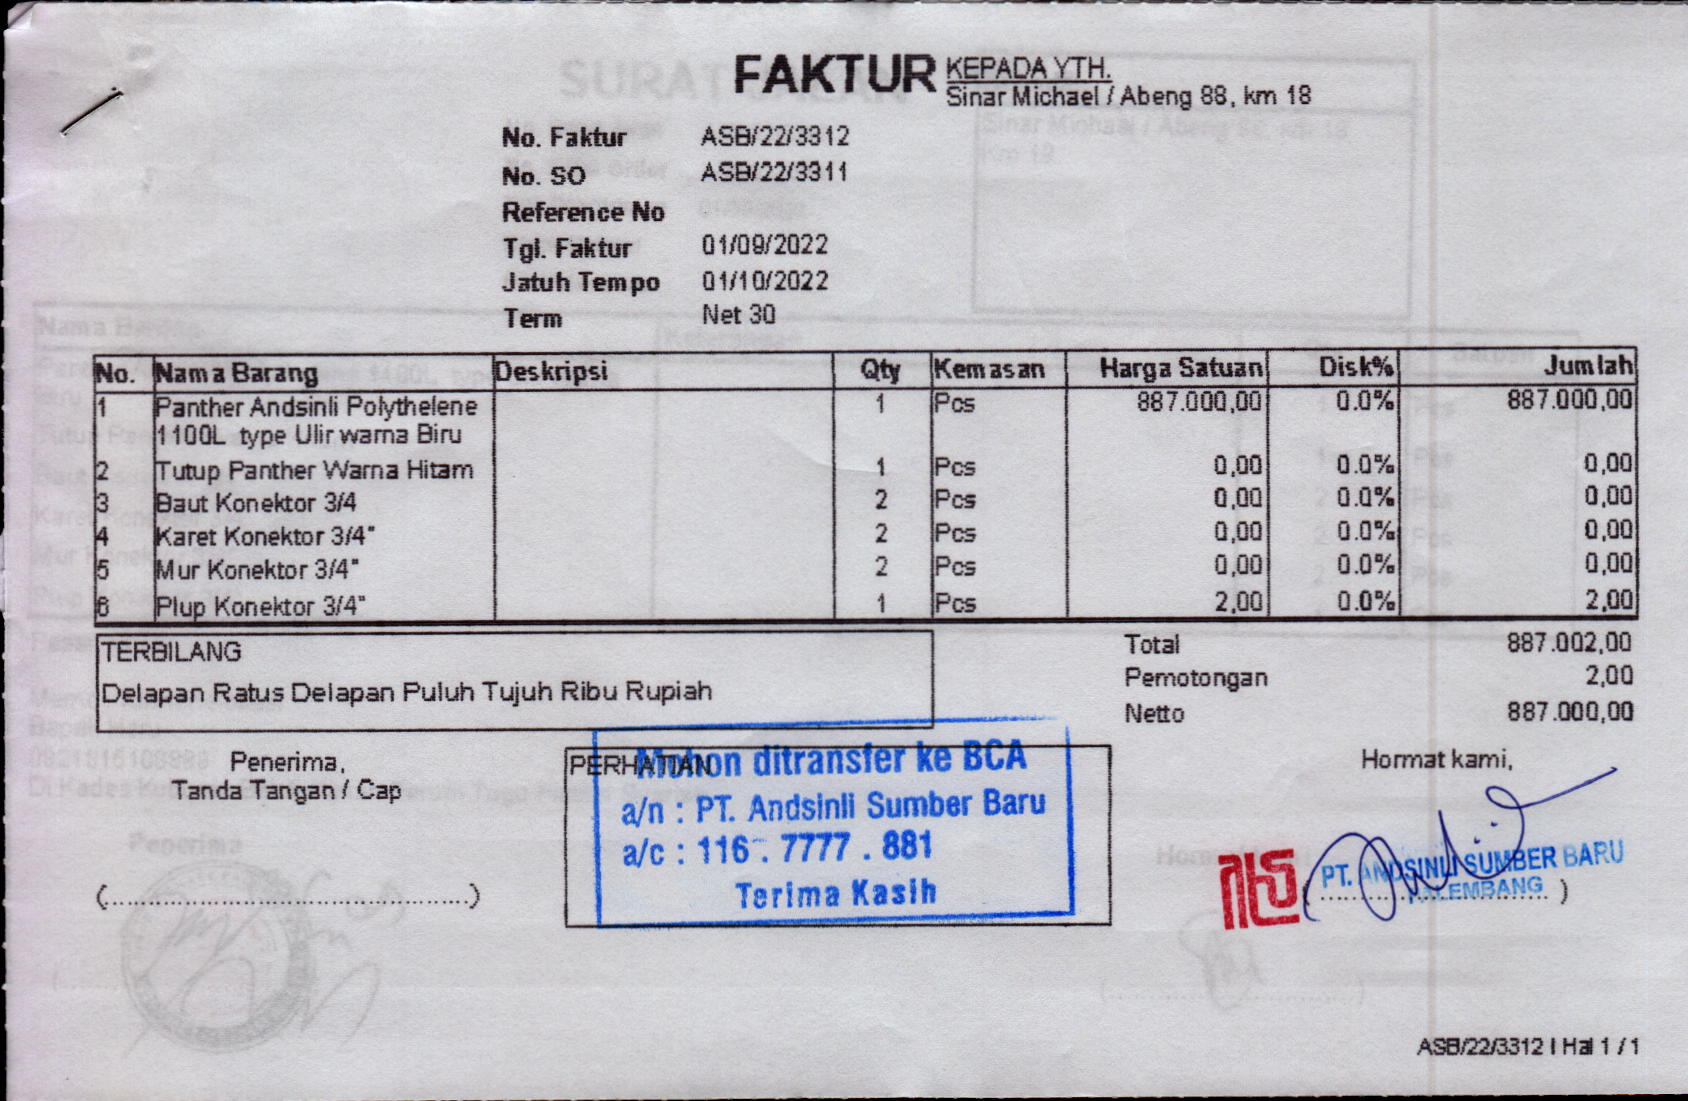 FAKTUR
KEPADA YTH.
Sinar Michael / Abeng 88, km 18
No. Faktur ASB/22/3312
No. SO ASB/22/3311
Reference No
Tgl. Faktur 01/09/2022
Jatuh Tempo 01/10/2022
Term Net 30
No. Nama Barang Deskripsi Qty Kemasan Harga Satuan Disk% Jumlah
1 Panther Andsinli Polythelene 1 Pcs 887.000,00 0.0% 887.000,00
1100L type Ulir warna Biru
2 Tutup Panther Warna Hitam 1 Pcs 0,00 0.0% 0,00
3 Baut Konektor 3/4 2 Pcs 0,00 0.0% 0,00
4 Karet Konektor 3/4" 2 Pcs 0,00 0.0% 0,00
5 Mur Konektor 3/4" 2 Pcs 0,00 0.0% 0,00
6 Plup Konektor 3/4" 1 Pcs 2,00 0.0% 2,00
TERBILANG
Delapan Ratus Delapan Puluh Tujuh Ribu Rupiah
Total 887.002,00
Pemotongan 2,00
Netto 887.000,00
Penerima,
Tanda Tangan / Cap
(...............................................)
PERHATIAN
Mohon ditransfer ke BCA
a/n : PT. Andsinli Sumber Baru
a/c : 116 . 7777 . 881
Terima Kasih
Hormat kami,
PT. ANDSINLI SUMBER BARU
PALEMBANG
(..............................)
ASB/22/3312 | Hal 1 / 1